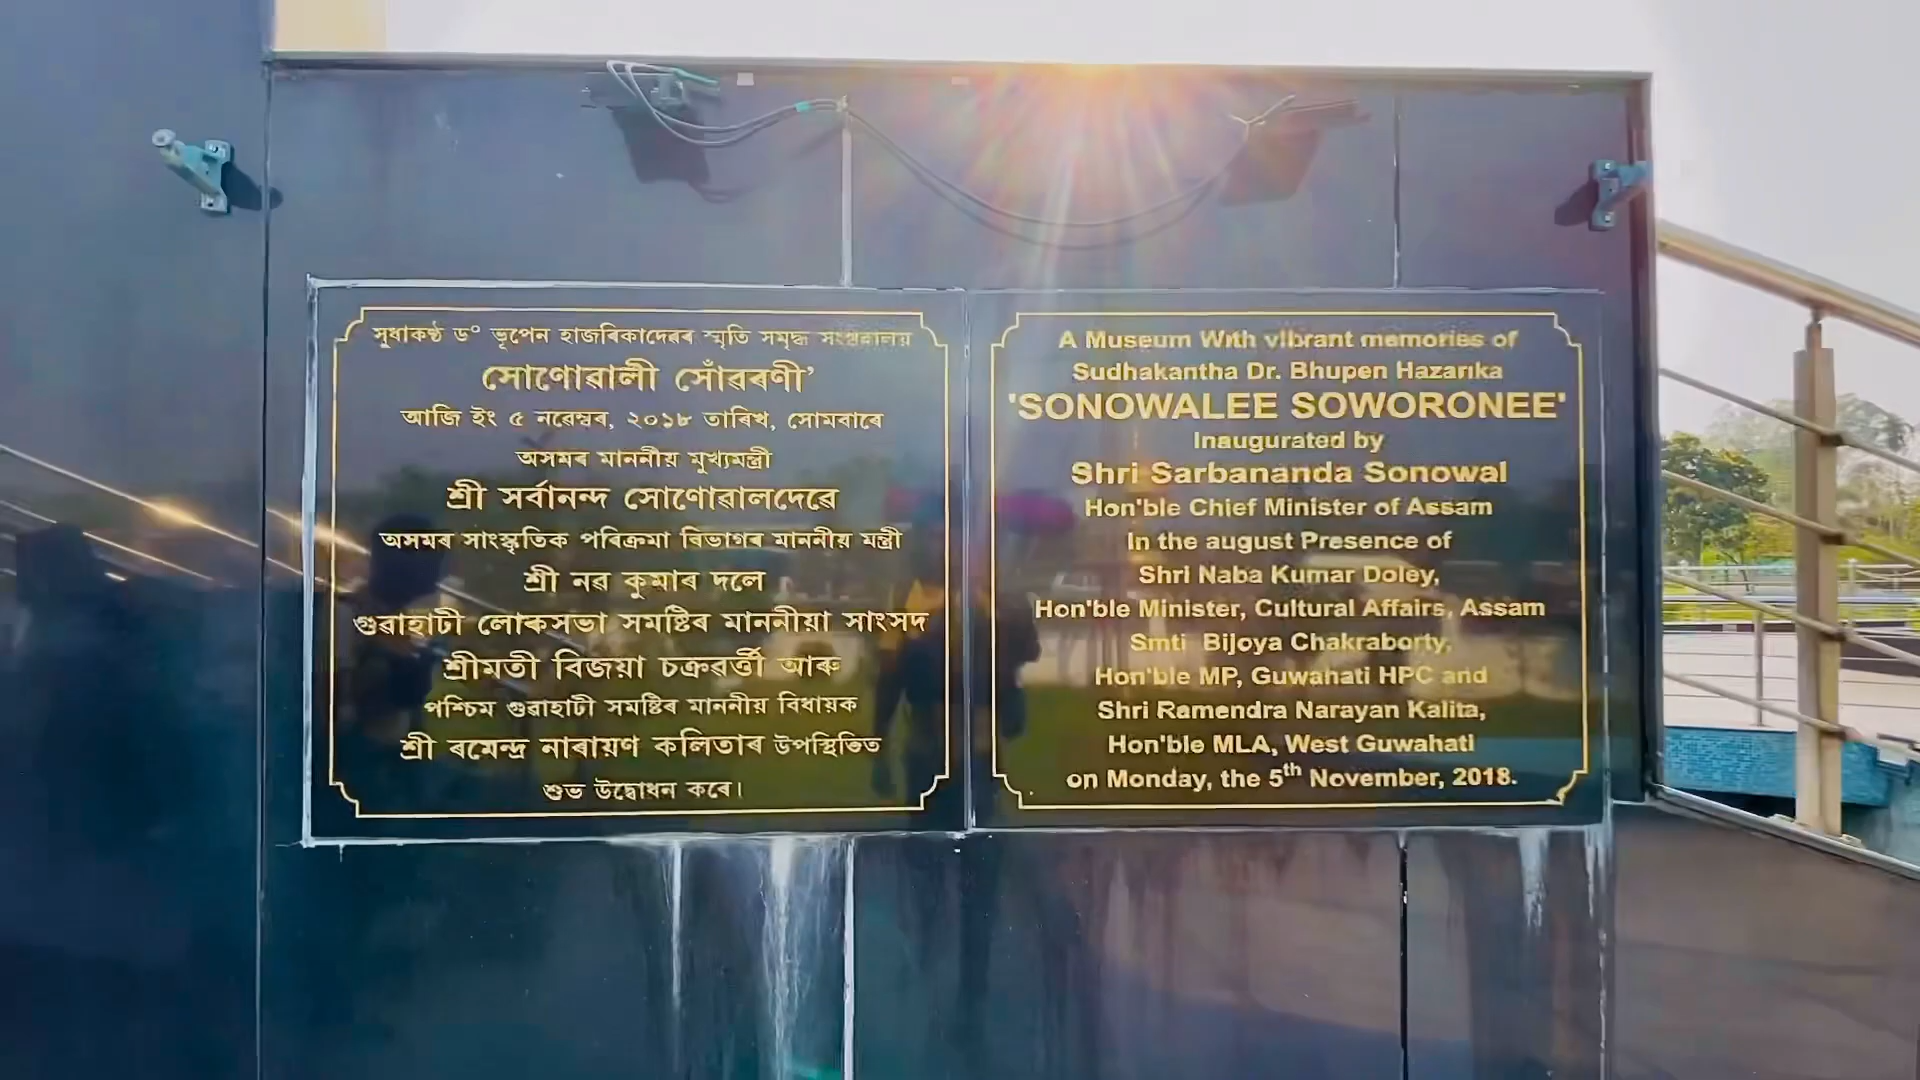 সুধাকণ্ঠ ড° ভূপেন হাজৰিকাদেৱৰ স্মৃতি সমৃদ্ধ সংগ্ৰহালয়
সোণোৱালী সোঁৱৰণী’
আজি ইং ৫ নৱেম্বৰ, ২০১৮ তাৰিখ, সোমবাৰে
অসমৰ মাননীয় মুখ্যমন্ত্ৰী
শ্ৰী সৰ্বানন্দ সোণোৱালদেৱে
অসমৰ সাংস্কৃতিক পৰিক্ৰমা বিভাগৰ মাননীয় মন্ত্ৰী
শ্ৰী নৱ কুমাৰ দলে
গুৱাহাটী লোকসভা সমষ্টিৰ মাননীয়া সাংসদ
শ্ৰীমতী বিজয়া চক্ৰৱৰ্ত্তী আৰু
পশ্চিম গুৱাহাটী সমষ্টিৰ মাননীয় বিধায়ক
শ্ৰী ৰমেন্দ্ৰ নাৰায়ণ কলিতাৰ উপস্থিতিত
শুভ উদ্বোধন কৰে।
A Museum With vibrant memories of
Sudhakantha Dr. Bhupen Hazarika
'SONOWALEE SOWORONEE'
Inaugurated by
Shri Sarbananda Sonowal
Hon'ble Chief Minister of Assam
In the august Presence of
Shri Naba Kumar Doley,
Hon'ble Minister, Cultural Affairs, Assam
Smti Bijoya Chakraborty,
Hon'ble MP, Guwahati HPC and
Shri Ramendra Narayan Kalita,
Hon'ble MLA, West Guwahati
on Monday, the 5th November, 2018.